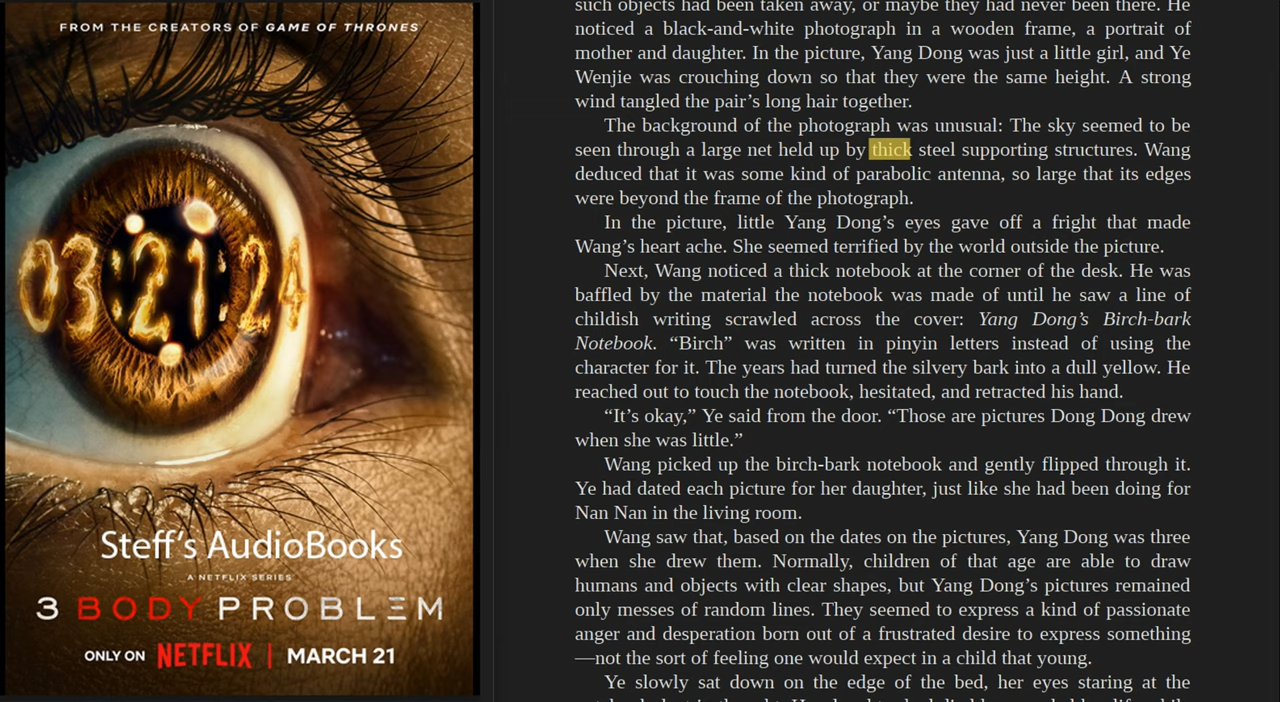 FROM THE CREATORS OF GAME OF THRONES
03:21:24
Steff's AudioBooks
A NETFLIX SERIES
3 BODY PROBLEM
ONLY ON NETFLIX | MARCH 21
such objects had been taken away, or maybe they had never been there. He
noticed a black-and-white photograph in a wooden frame, a portrait of
mother and daughter. In the picture, Yang Dong was just a little girl, and Ye
Wenjie was crouching down so that they were the same height. A strong
wind tangled the pair’s long hair together.
The background of the photograph was unusual: The sky seemed to be
seen through a large net held up by thick steel supporting structures. Wang
deduced that it was some kind of parabolic antenna, so large that its edges
were beyond the frame of the photograph.
In the picture, little Yang Dong’s eyes gave off a fright that made
Wang’s heart ache. She seemed terrified by the world outside the picture.
Next, Wang noticed a thick notebook at the corner of the desk. He was
baffled by the material the notebook was made of until he saw a line of
childish writing scrawled across the cover: Yang Dong’s Birch-bark
Notebook. “Birch” was written in pinyin letters instead of using the
character for it. The years had turned the silvery bark into a dull yellow. He
reached out to touch the notebook, hesitated, and retracted his hand.
“It’s okay,” Ye said from the door. “Those are pictures Dong Dong drew
when she was little.”
Wang picked up the birch-bark notebook and gently flipped through it.
Ye had dated each picture for her daughter, just like she had been doing for
Nan Nan in the living room.
Wang saw that, based on the dates on the pictures, Yang Dong was three
when she drew them. Normally, children of that age are able to draw
humans and objects with clear shapes, but Yang Dong’s pictures remained
only messes of random lines. They seemed to express a kind of passionate
anger and desperation born out of a frustrated desire to express something
—not the sort of feeling one would expect in a child that young.
Ye slowly sat down on the edge of the bed, her eyes staring at the